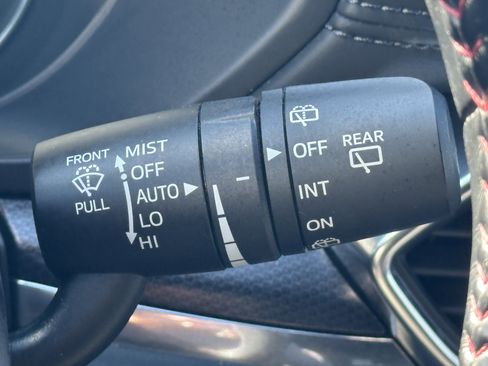 FRONT
PULL
MIST
OFF
AUTO
LO
HI
OFF
INT
ON
REAR